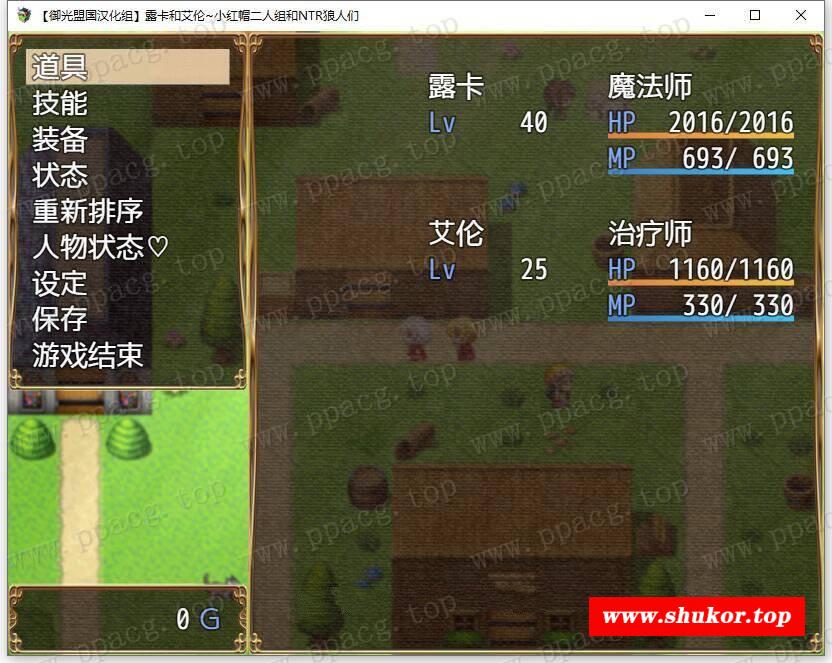 【御光盟国汉化组】露卡和艾伦~小红帽二人组和NTR狼人们
道具
技能
装备
状态
重新排序
人物状态♡
设定
保存
游戏结束
露卡 魔法师
Lv 40 HP 2016/2016
MP 693/ 693
艾伦 治疗师
Lv 25 HP 1160/1160
MP 330/ 330
0 G
www.shukor.top
www.ppacg.top